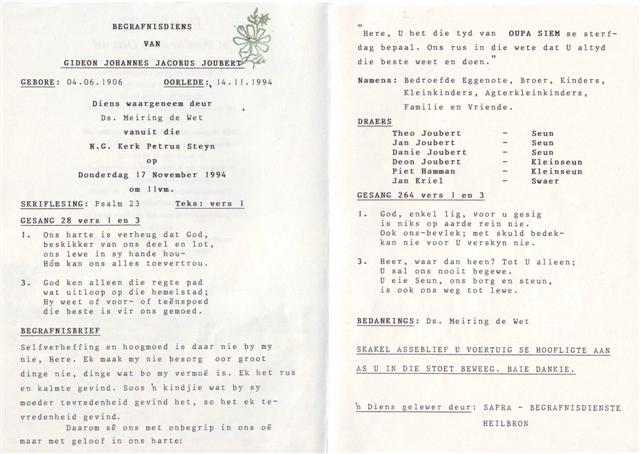 BEGRAFNISDIENS
VAN
GIDEON JOHANNES JACOBUS JOUBERT
GEBORE: 04.06.1906 OORLEDE: 14.11.1994
Diens waargeneem deur
Ds. Meiring de Wet
vanuit die
N.G. Kerk Petrus Steyn
op
Donderdag 17 November 1994
om 11vm.
SKRIFLESING: Psalm 23 Teks: vers 1
GESANG 28 vers 1 en 3
1. Ons harte is verheug dat God,
beskikker van ons deel en lot,
ons lewe in sy hande hou-
Hóm kan ons alles toevertrou.
3. God ken alleen die regte pad
wat uitloop op die hemelstad;
Hy weet of voor- of teënspoed
die beste is vir ons gemoed.
BEGRAFNISBRIEF
Selfverheffing en hoogmoed is daar nie by my
nie, Here. Ek maak my nie besorg oor groot
dinge nie, dinge wat bo my vermoë is. Ek het rus
en kalmte gevind. Soos 'n kindjie wat by sy
moeder tevredenheid gevind het, so het ek te-
vredenheid gevind.
Daarom sê ons met onbegrip in ons oë
maar met geloof in ons harte:
"Here, U het die tyd van OUPA SIEM se sterf-
dag bepaal. Ons rus in die wete dat U altyd
die beste weet en doen."
Namens: Bedroefde Eggenote, Broer, Kinders,
Kleinkinders, Agterkleinkinders,
Familie en Vriende.
DRAERS
Theo Joubert - Seun
Jan Joubert - Seun
Danie Joubert - Seun
Deon Joubert - Kleinseun
Piet Hamman - Kleinseun
Jan Kriel - Swaer
GESANG 264 vers 1 en 3
1. God, enkel lig, voor u gesig
is niks op aarde rein nie.
Ook ons-bevlek; met skuld bedek-
kan nie voor U verskyn nie.
3. Heer, waar dan heen? Tot U alleen;
U sal ons nooit begewe.
U eie Seun, ons borg en steun,
is ook ons weg tot lewe.
BEDANKINGS: Ds. Meiring de Wet
SKAKEL ASSEBLIEF U VOERTUIG SE HOOFLIGTE AAN
AS U IN DIE STOET BEWEEG. BAIE DANKIE.
'n Diens gelewer deur: SAFRA - BEGRAFNISDIENSTE
HEILBRON